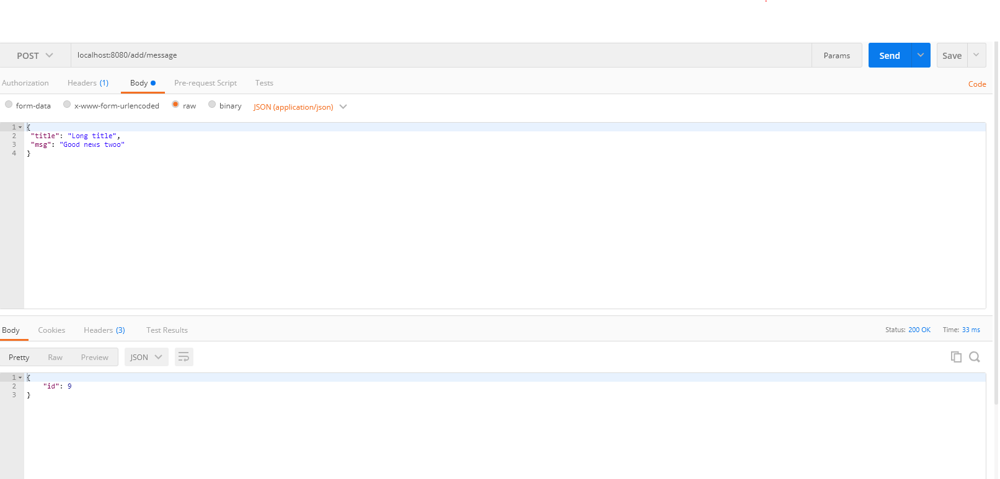 POST localhost:8080/add/message Params Send Save
Authorization Headers (1) Body Pre-request Script Tests Code
form-data x-www-form-urlencoded raw binary JSON (application/json)
1 {
2 "title": "Long title",
3 "msg": "Good news twoo"
4 }
Body Cookies Headers (3) Test Results Status: 200 OK Time: 33 ms
Pretty Raw Preview JSON
1 {
2 "id": 9
3 }